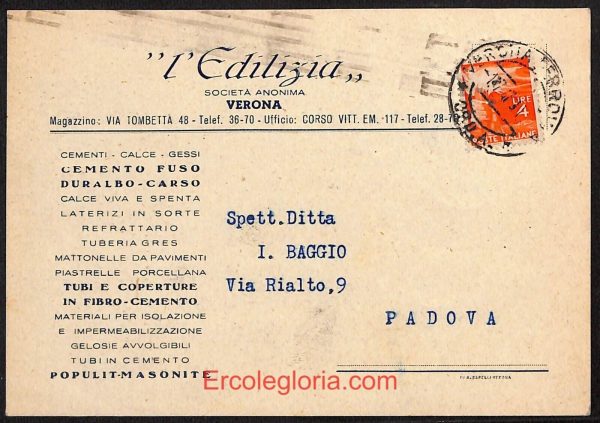 "l'Edilizia„
SOCIETÀ ANONIMA
VERONA
Magazzino: VIA TOMBETTA 48 - Telef. 36-70 - Ufficio: CORSO VITT. EM. 117 - Telef. 28-7
LIRE
4
POSTE ITALIANE
CEMENTI - CALCE - GESSI
CEMENTO FUSO
DURALBO - CARSO
CALCE VIVA E SPENTA
LATERIZI IN SORTE
REFRATTARIO
TUBERIA GRES
MATTONELLE DA PAVIMENTI
PIASTRELLE PORCELLANA
TUBI E COPERTURE
IN FIBRO-CEMENTO
MATERIALI PER ISOLAZIONE
E IMPERMEABILIZZAZIONE
GELOSIE AVVOLGIBILI
TUBI IN CEMENTO
POPULIT-MASONITE
Spett.Ditta
I. BAGGIO
Via Rialto,9
PADOVA
Ercolegloria.com